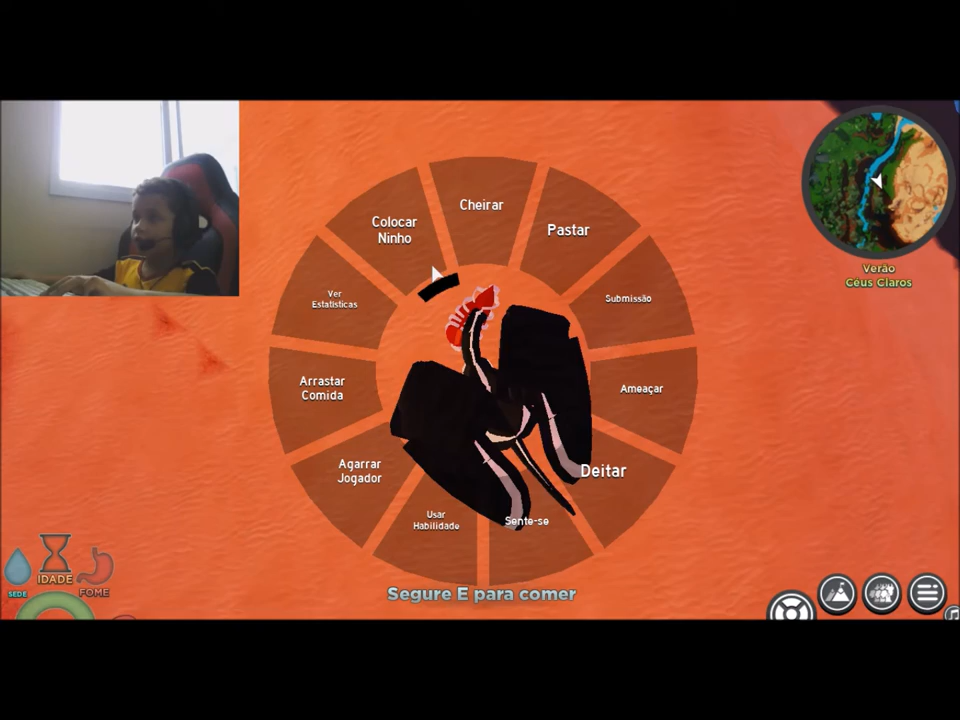 Cheirar
Colocar
Ninho
Pastar
Ver
Estatísticas
Submissão
Arrastar
Comida
Ameaçar
Agarrar
Jogador
Deitar
Usar
Habilidade
Sente-se
Verão
Céus Claros
IDADE
SEDE
FOME
Segure E para comer